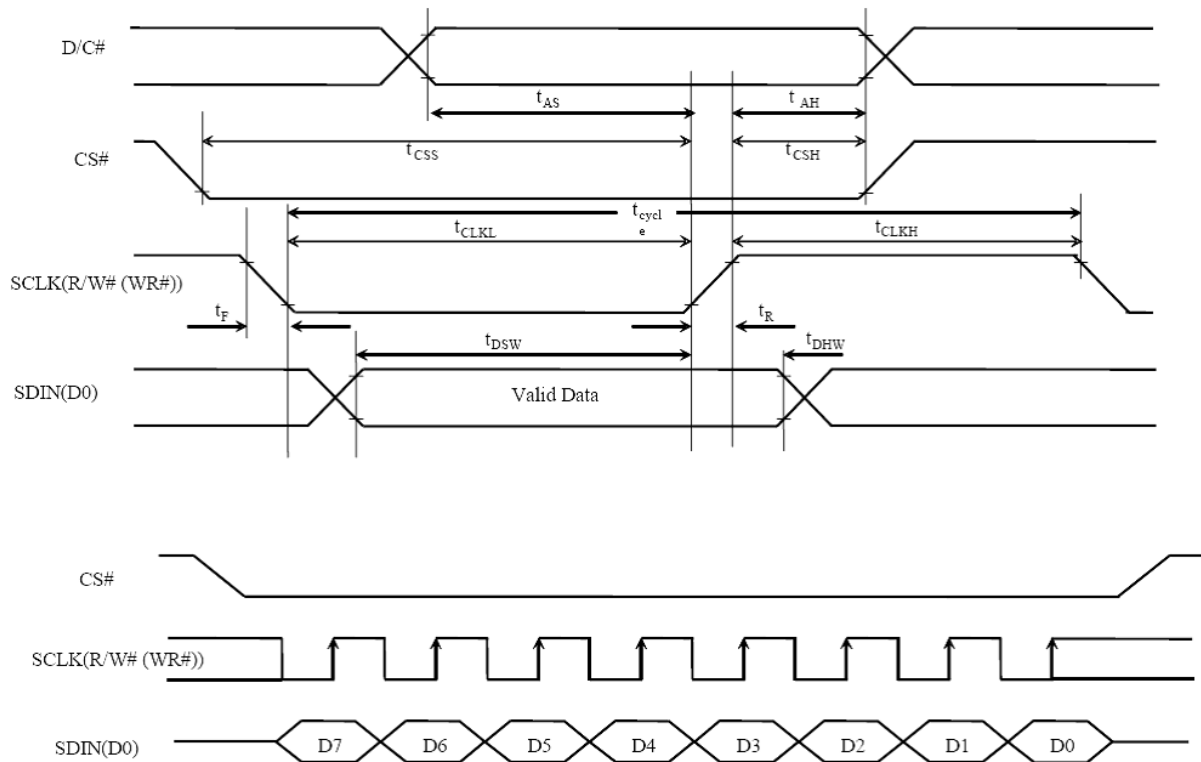 D/C#
tAS
t AH
CS#
tCSS
tCSH
tcycl
e
tCLKL
tCLKH
SCLK(R/W# (WR#))
tF
tR
tDSW
tDHW
SDIN(D0)
Valid Data
CS#
SCLK(R/W# (WR#))
SDIN(D0)
D7 D6 D5 D4 D3 D2 D1 D0